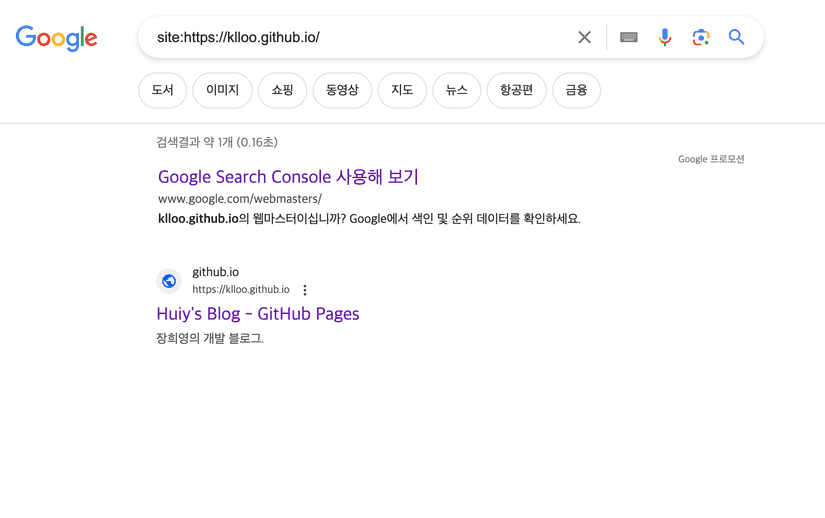 Google
site:https://klloo.github.io/
도서
이미지
쇼핑
동영상
지도
뉴스
항공편
금융
검색결과 약 1개 (0.16초)
Google 프로모션
Google Search Console 사용해 보기
www.google.com/webmasters/
klloo.github.io의 웹마스터이십니까? Google에서 색인 및 순위 데이터를 확인하세요.
github.io
https://klloo.github.io
Huiy's Blog - GitHub Pages
장희영의 개발 블로그.